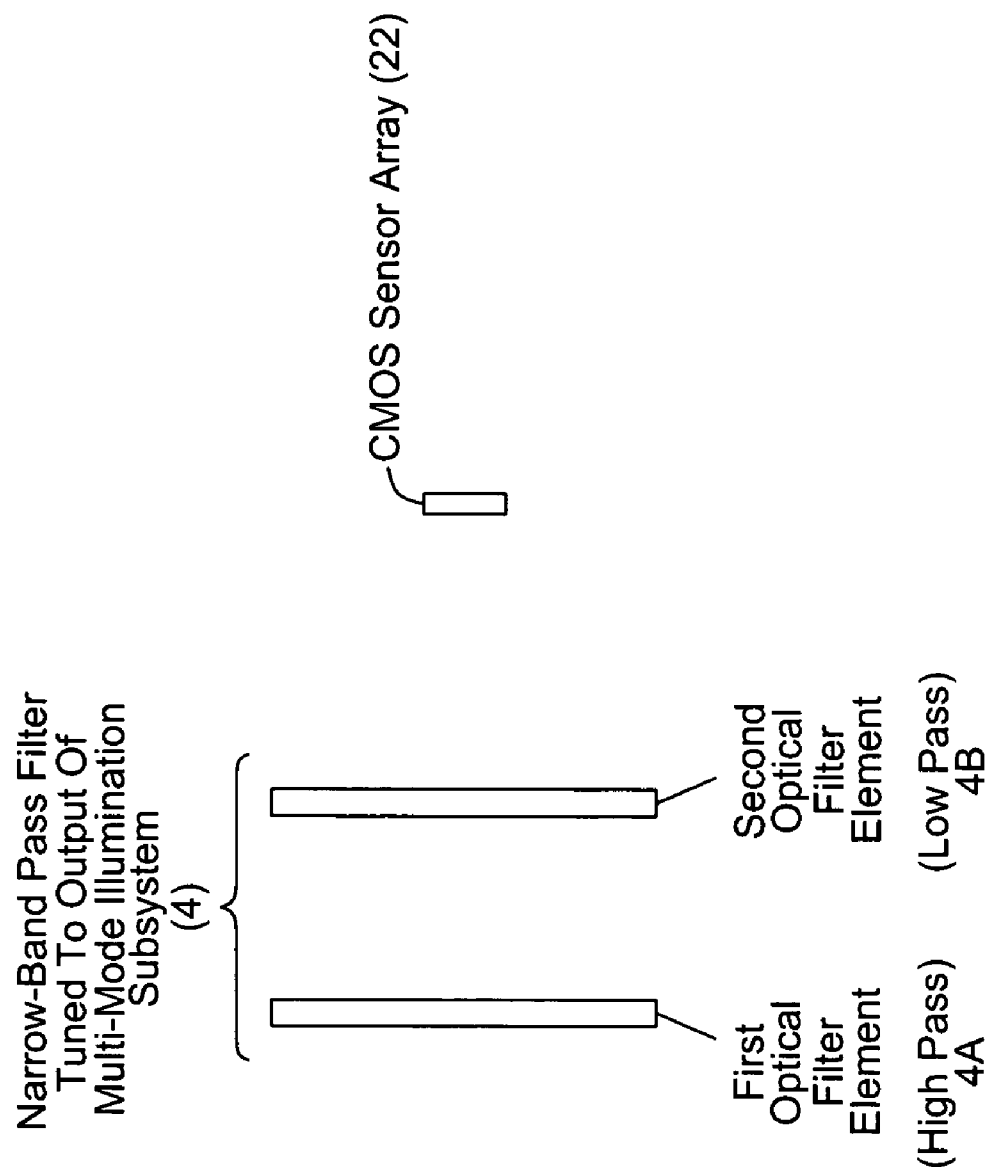 Narrow-Band Pass Filter
Tuned To Output Of
Multi-Mode Illumination
Subsystem
(4)
CMOS Sensor Array (22)
First
Optical
Filter
Element
(High Pass)
4A
Second
Optical
Filter
Element
(Low Pass)
4B